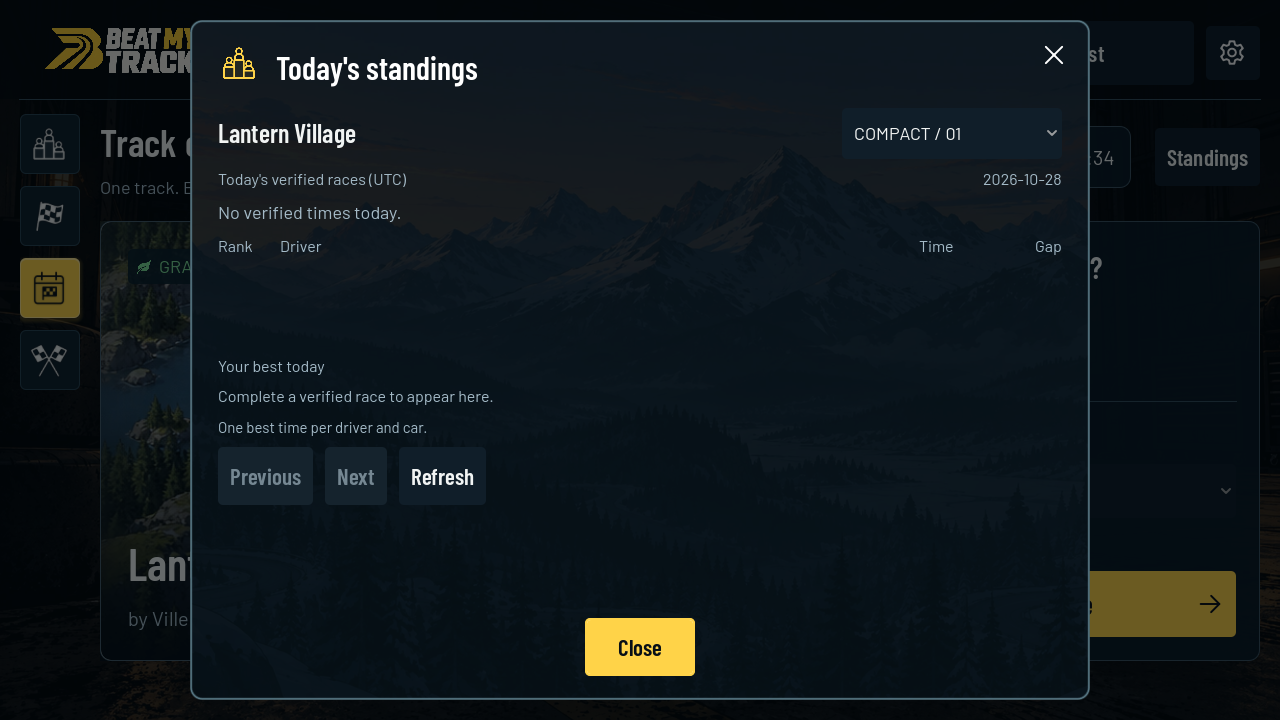 BEAT MY
TRACK
Today's standings
st
Lantern Village
COMPACT / 01
Track
:34
Standings
Today's verified races (UTC)
2026-10-28
One track.
No verified times today.
Rank Driver Time Gap
GRA
?
Your best today
Complete a verified race to appear here.
One best time per driver and car.
Previous
Next
Refresh
Lant
by Ville
Close